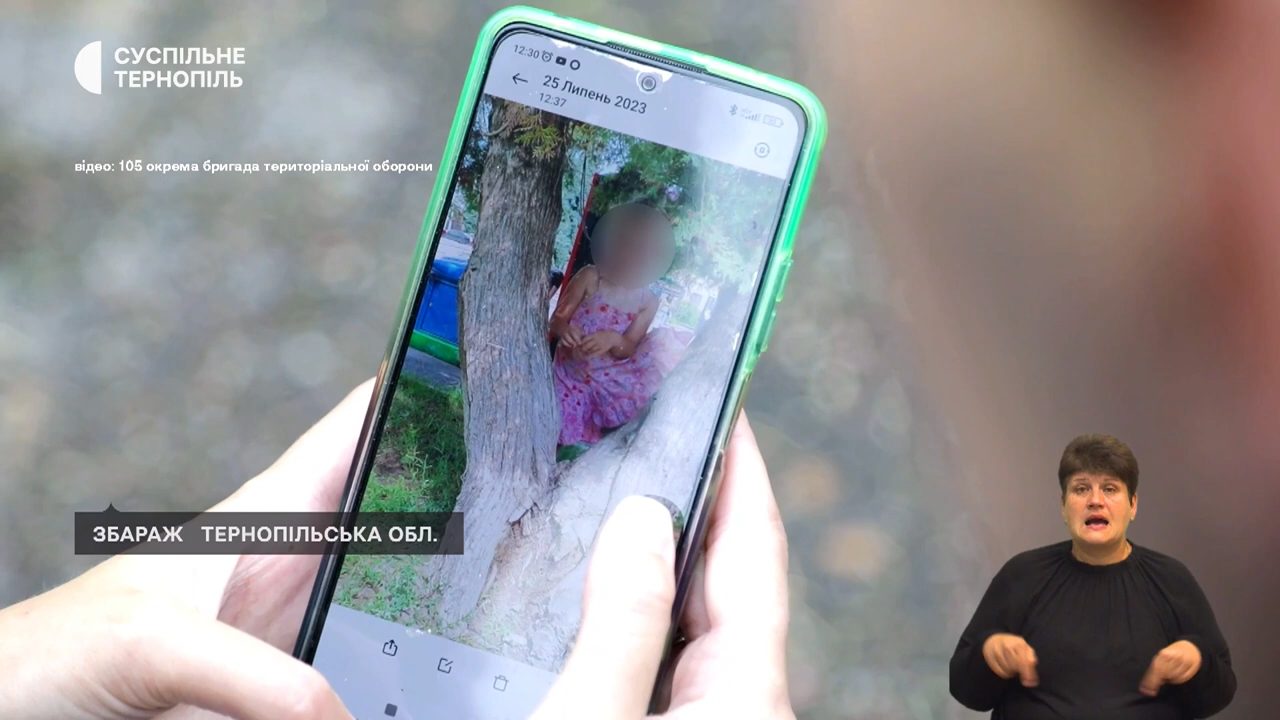 СУСПІЛЬНЕ
ТЕРНОПІЛЬ
відео: 105 окрема бригада територіальної оборони
12:30
25 Липень 2023
12:37
ЗБАРАЖ ТЕРНОПІЛЬСЬКА ОБЛ.